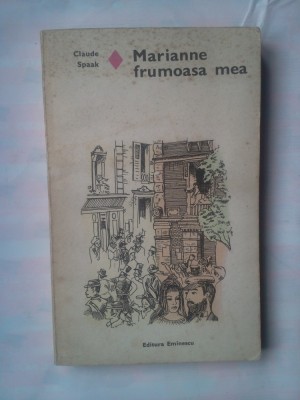 Claude
Spaak
Marianne
frumoasa mea
Editura Eminescu